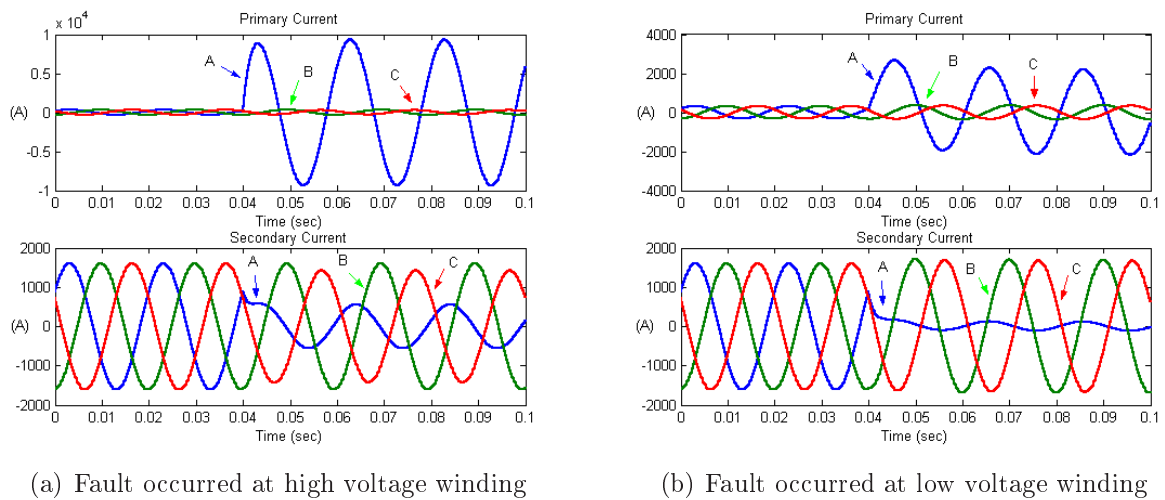 Primary Current
x 10^4
1
0.5
0
-0.5
-1
(A)
A
B
C
0 0.01 0.02 0.03 0.04 0.05 0.06 0.07 0.08 0.09 0.1
Time (sec)
Secondary Current
2000
1000
0
-1000
-2000
(A)
A
B
C
0 0.01 0.02 0.03 0.04 0.05 0.06 0.07 0.08 0.09 0.1
Time (sec)
(a) Fault occurred at high voltage winding
Primary Current
4000
2000
0
-2000
-4000
(A)
A
B
C
0 0.01 0.02 0.03 0.04 0.05 0.06 0.07 0.08 0.09 0.1
Time (sec)
Secondary Current
2000
1000
0
-1000
-2000
(A)
A
B
C
0 0.01 0.02 0.03 0.04 0.05 0.06 0.07 0.08 0.09 0.1
Time (sec)
(b) Fault occurred at low voltage winding